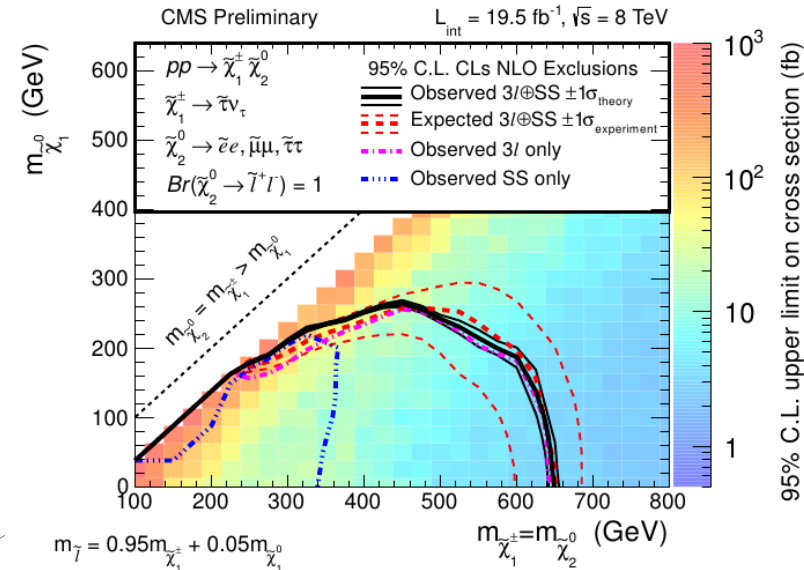 CMS Preliminary
L_int = 19.5 fb⁻¹, √s = 8 TeV
pp → χ̃₁± χ̃₂⁰
χ̃₁± → τ̃ν_τ
χ̃₂⁰ → ẽe, μ̃μ, τ̃τ
Br(χ̃₂⁰ → l̃⁺l⁻) = 1
95% C.L. CLs NLO Exclusions
Observed 3l⊕SS ±1σ_theory
Expected 3l⊕SS ±1σ_experiment
Observed 3l only
Observed SS only
m_χ̃₁⁰ (GeV)
600
500
400
300
200
100
0
m_χ̃₂⁰ = m_χ̃₁± > m_χ̃₁⁰
100 200 300 400 500 600 700 800
m_χ̃₁± = m_χ̃₂⁰ (GeV)
m_l̃ = 0.95m_χ̃₁± + 0.05m_χ̃₁⁰
10³
10²
10
1
95% C.L. upper limit on cross section (fb)